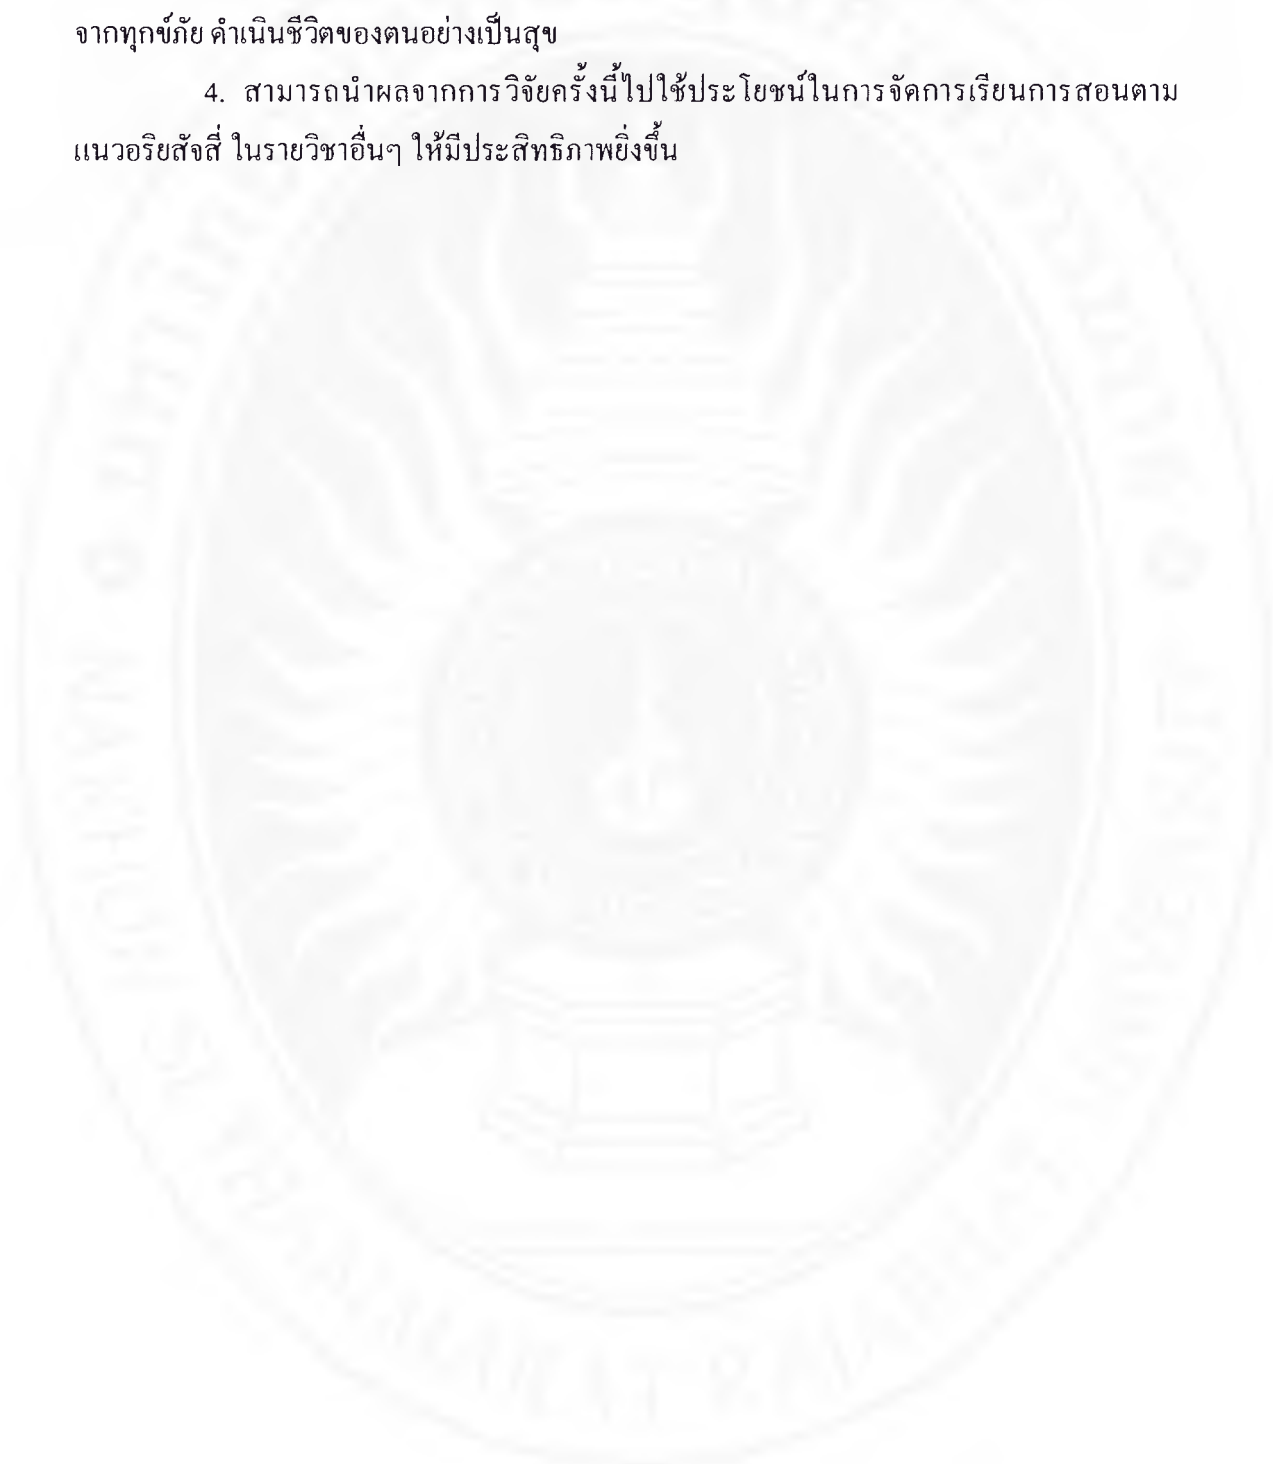 จากทุกข์ภัย ดำเนินชีวิตของตนอย่างเป็นสุข
4. สามารถนำผลจากการวิจัยครั้งนี้ไปใช้ประโยชน์ในการจัดการเรียนการสอนตาม
แนวอริยสัจสี่ ในรายวิชาอื่นๆ ให้มีประสิทธิภาพยิ่งขึ้น
NAKHON SI THAMMARAT RAJABHAT UNIVERSITY